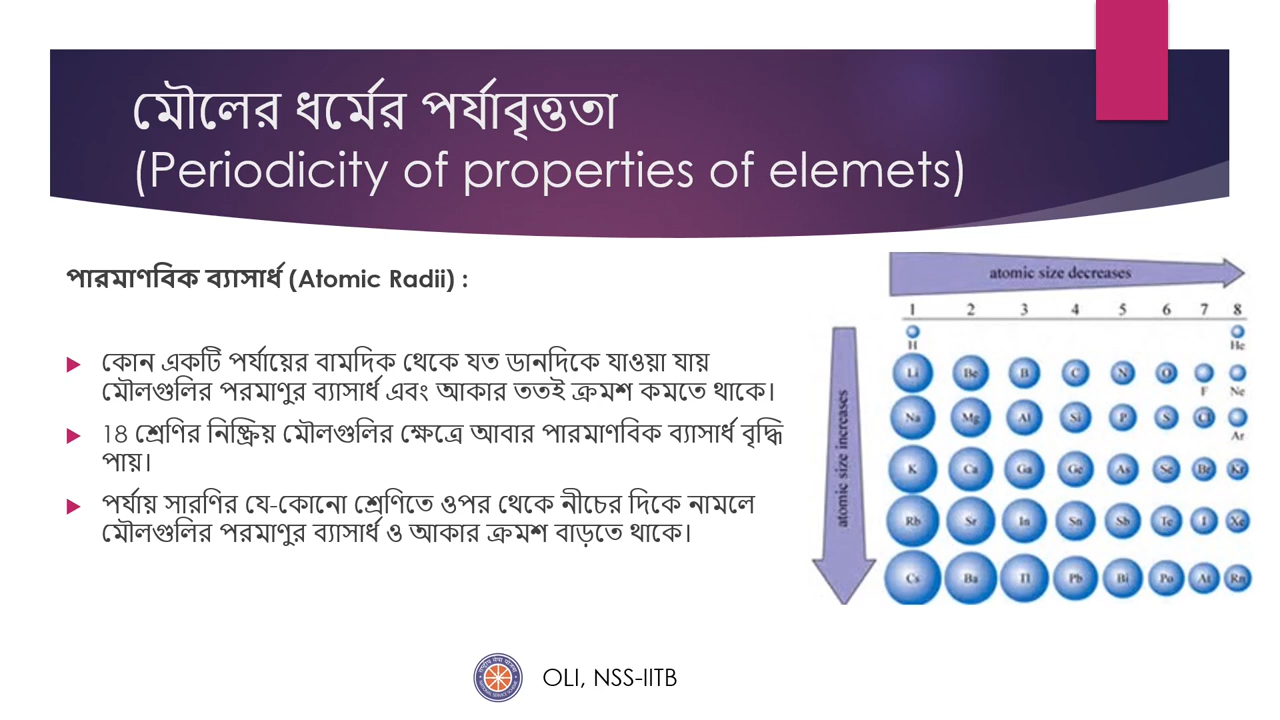 মৌলের ধর্মের পর্যাবৃত্ততা
(Periodicity of properties of elemets)
পারমাণবিক ব্যাসার্ধ (Atomic Radii) :
কোন একটি পর্যায়ের বামদিক থেকে যত ডানদিকে যাওয়া যায়
মৌলগুলির পরমাণুর ব্যাসার্ধ এবং আকার ততই ক্রমশ কমতে থাকে।
18 শ্রেণির নিষ্ক্রিয় মৌলগুলির ক্ষেত্রে আবার পারমাণবিক ব্যাসার্ধ বৃদ্ধি
পায়।
পর্যায় সারণির যে-কোনো শ্রেণিতে ওপর থেকে নীচের দিকে নামলে
মৌলগুলির পরমাণুর ব্যাসার্ধ ও আকার ক্রমশ বাড়তে থাকে।
atomic size decreases
1 2 3 4 5 6 7 8
atomic size increases
H He
Li Be B C N O F Ne
Na Mg Al Si P S Cl Ar
K Ca Ga Ge As Se Br Kr
Rb Sr In Sn Sb Te I Xe
Cs Ba Tl Pb Bi Po At Rn
OLI, NSS-IITB